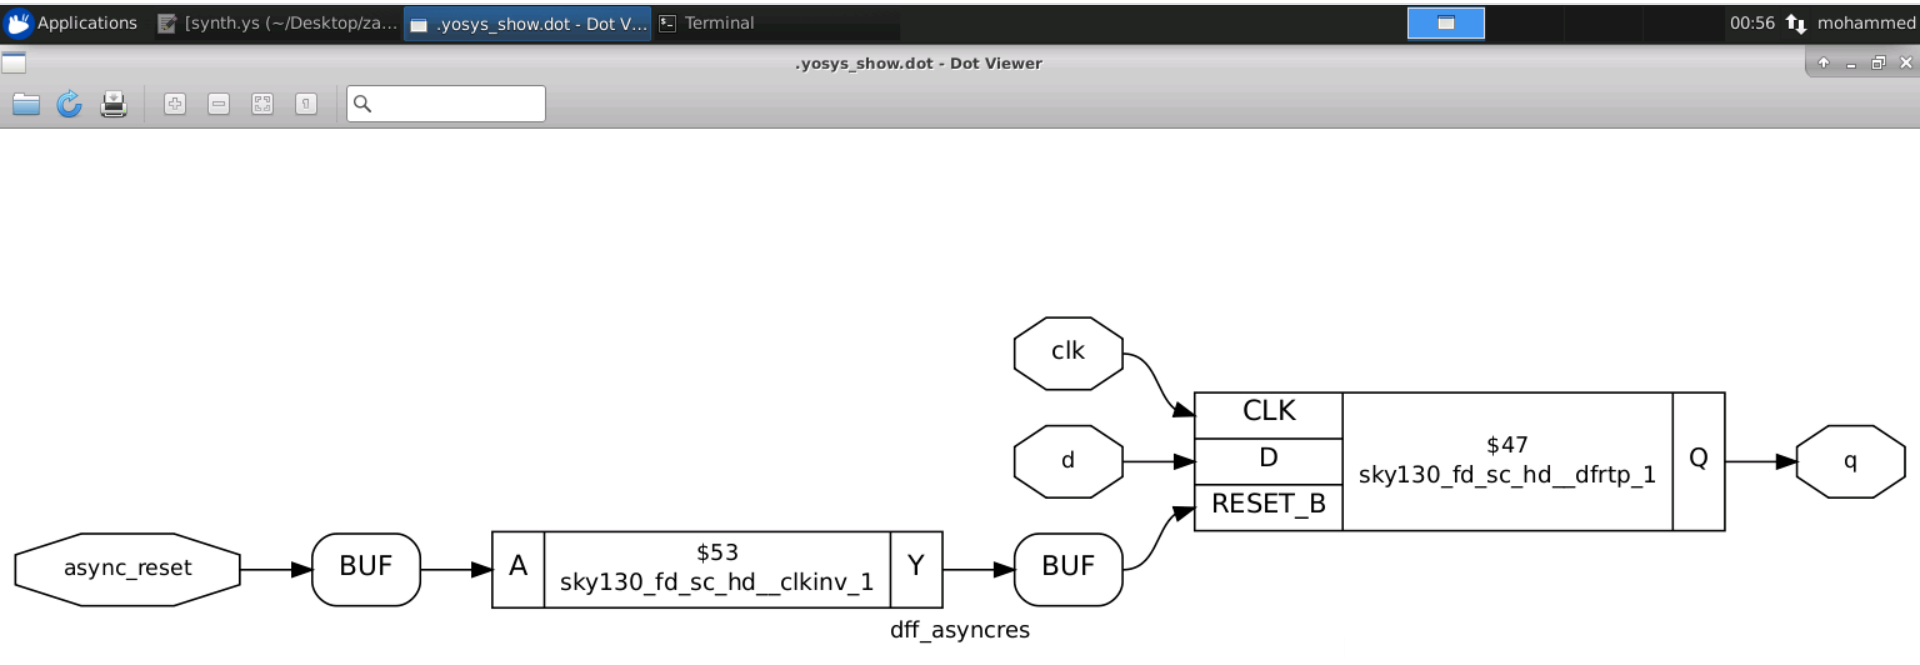 Applications
[synth.ys (~/Desktop/za...
.yosys_show.dot - Dot V...
Terminal
00:56
mohammed
.yosys_show.dot - Dot Viewer
clk
CLK
d
D
$47
sky130_fd_sc_hd__dfrtp_1
Q
q
RESET_B
async_reset
BUF
A
$53
sky130_fd_sc_hd__clkinv_1
Y
BUF
dff_asyncres